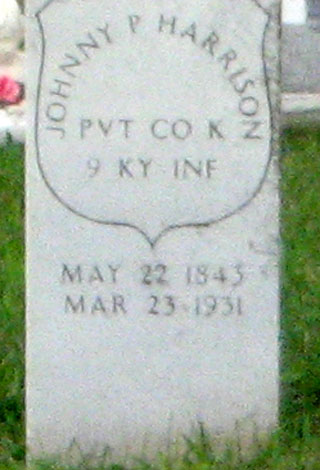 JOHNNY P HARRISON
PVT CO K
9 KY INF
MAY 22 1843
MAR 23 1931